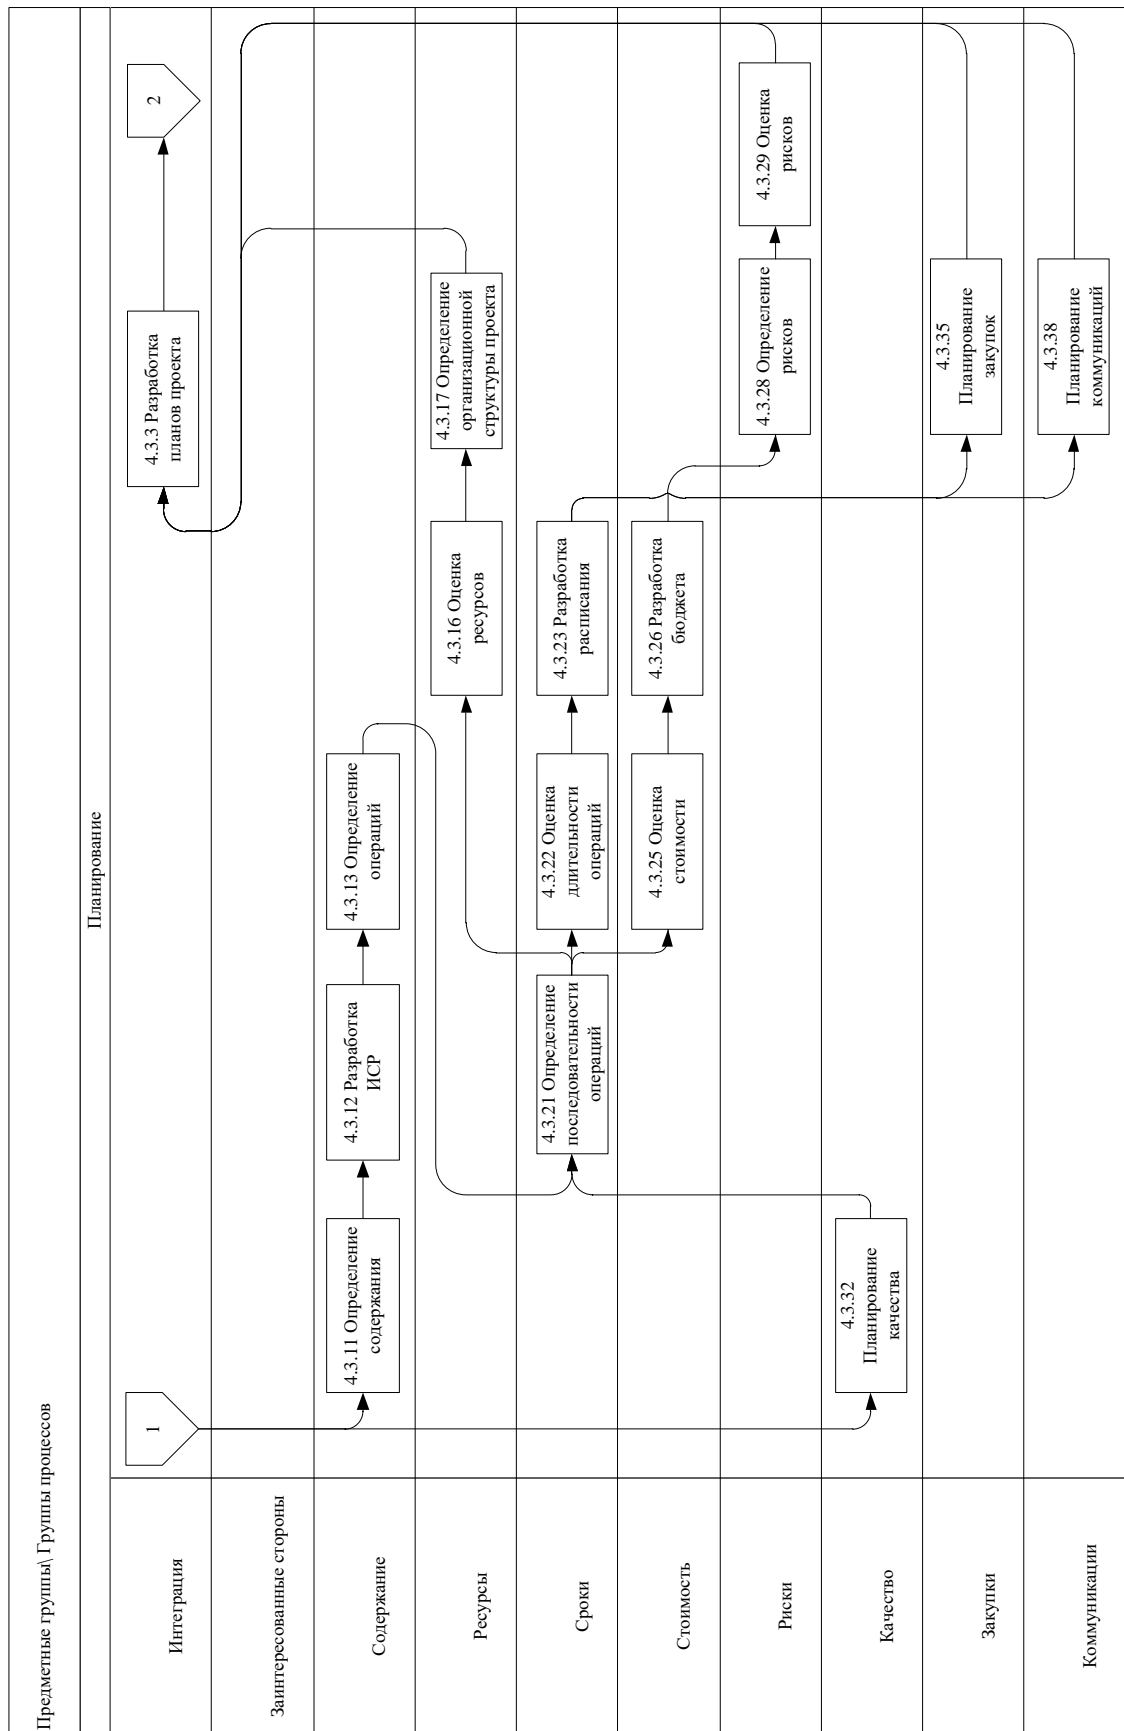 Предметные группы\ Группы процессов
Планирование
Интеграция
1
4.3.3 Разработка
планов проекта
2
Заинтересованные стороны
Содержание
4.3.11 Определение
содержания
4.3.12 Разработка
ИСР
4.3.13 Определение
операций
Ресурсы
4.3.16 Оценка
ресурсов
4.3.17 Определение
организационной
структуры проекта
Сроки
4.3.21 Определение
последовательности
операций
4.3.22 Оценка
длительности
операций
4.3.23 Разработка
расписания
Стоимость
4.3.25 Оценка
стоимости
4.3.26 Разработка
бюджета
Риски
4.3.28 Определение
рисков
4.3.29 Оценка
рисков
Качество
4.3.32
Планирование
качества
Закупки
4.3.35
Планирование
закупок
Коммуникации
4.3.38
Планирование
коммуникаций